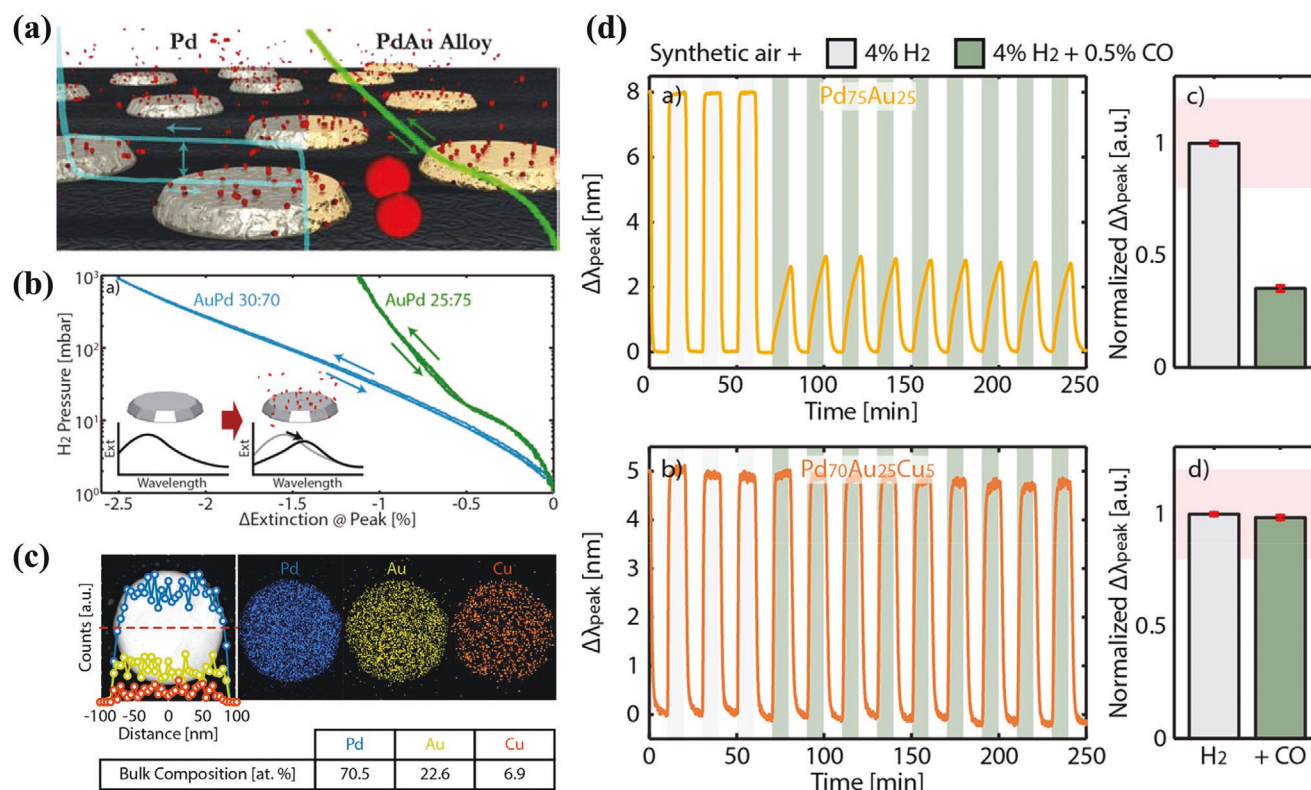 (a)
Pd
PdAu Alloy
(b)
a)
AuPd 30:70
AuPd 25:75
H2 Pressure [mbar]
10³
10²
10¹
10⁰
Ext
Wavelength
Ext
Wavelength
-2.5
-2
-1.5
-1
-0.5
0
ΔExtinction @ Peak [%]
(c)
Counts [a.u.]
-100
-50
0
50
100
Distance [nm]
Pd
Au
Cu
Pd Au Cu
Bulk Composition [at. %] 70.5 22.6 6.9
(d)
Synthetic air + 4% H2 4% H2 + 0.5% CO
a)
Pd75Au25
Δλpeak [nm]
8
6
4
2
0
0 50 100 150 200 250
Time [min]
c)
Normalized Δλpeak [a.u.]
1
0.5
0
b)
Pd70Au25Cu5
Δλpeak [nm]
5
4
3
2
1
0
0 50 100 150 200 250
Time [min]
d)
Normalized Δλpeak [a.u.]
1
0.5
0
H2 + CO